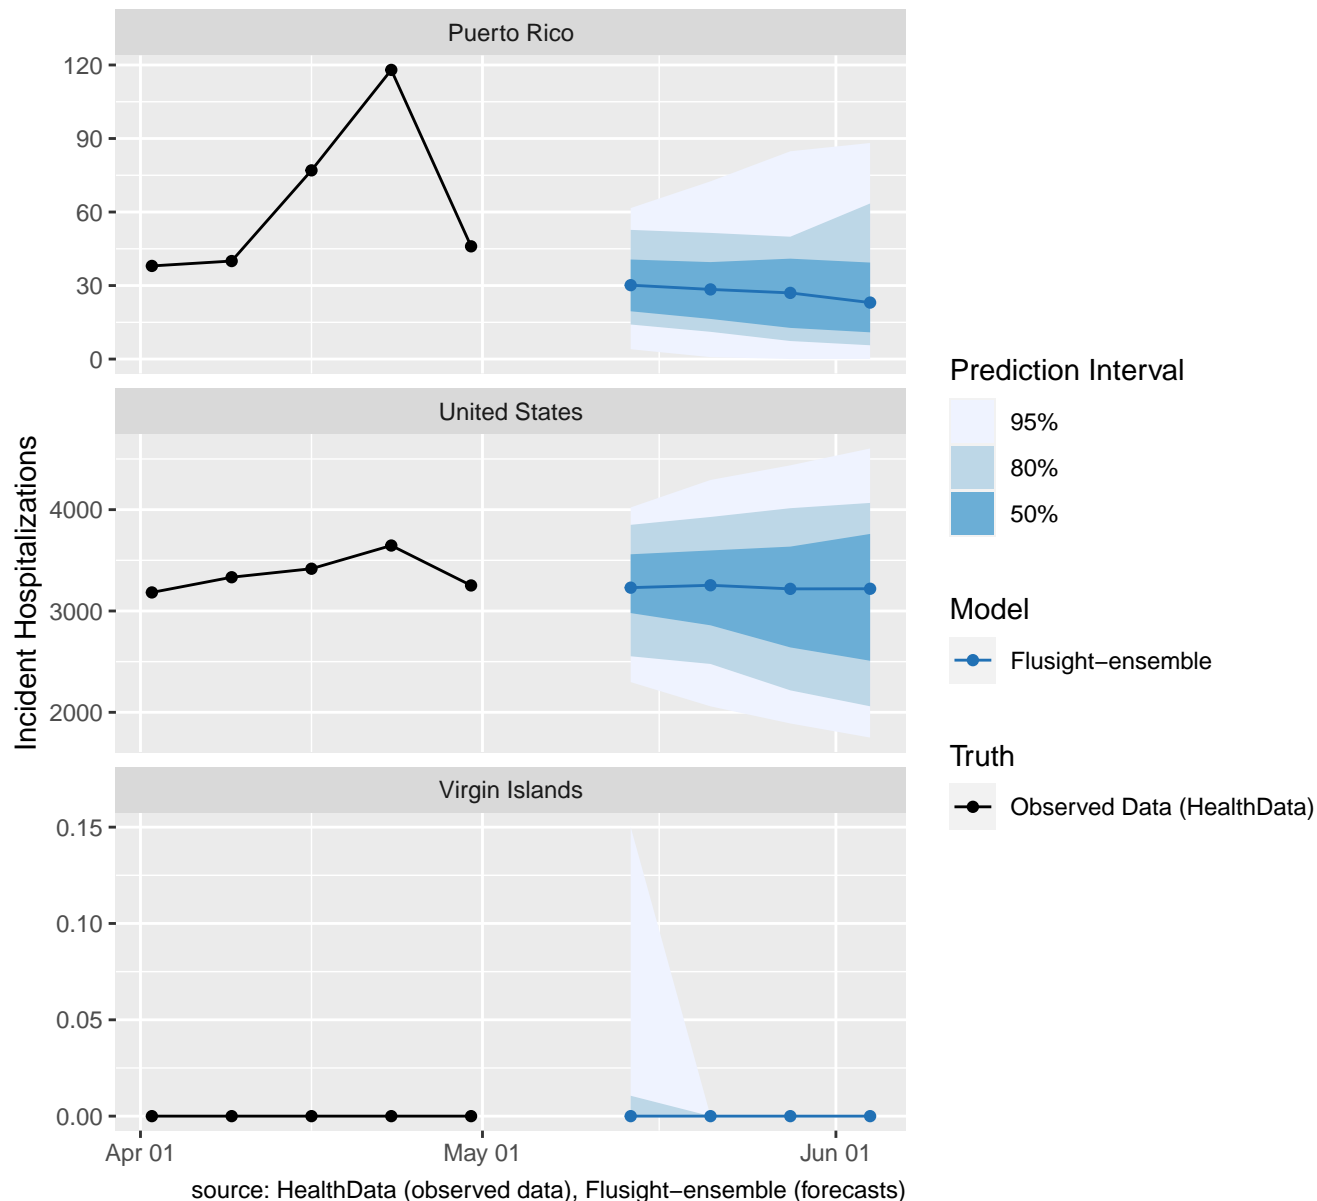 Puerto Rico
120
90
60
30
0
United States
4000
3000
2000
Virgin Islands
0.15
0.10
0.05
0.00
Apr 01
May 01
Jun 01
Incident Hospitalizations
source: HealthData (observed data), Flusight−ensemble (forecasts)
Prediction Interval
95%
80%
50%
Model
Flusight−ensemble
Truth
Observed Data (HealthData)